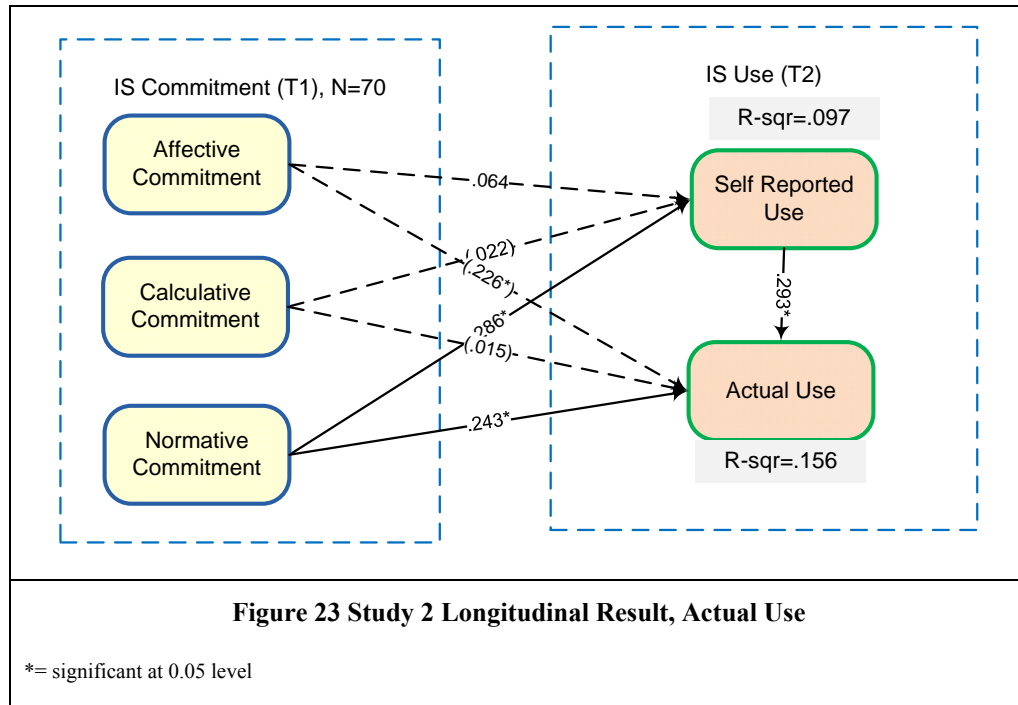 IS Commitment (T1), N=70
IS Use (T2)
R-sqr=.097
Affective
Commitment
Self Reported
Use
.064
(.022)
(.226*)
.293*
Calculative
Commitment
.286*
(.015)
Actual Use
.243*
Normative
Commitment
R-sqr=.156
Figure 23 Study 2 Longitudinal Result, Actual Use
*= significant at 0.05 level